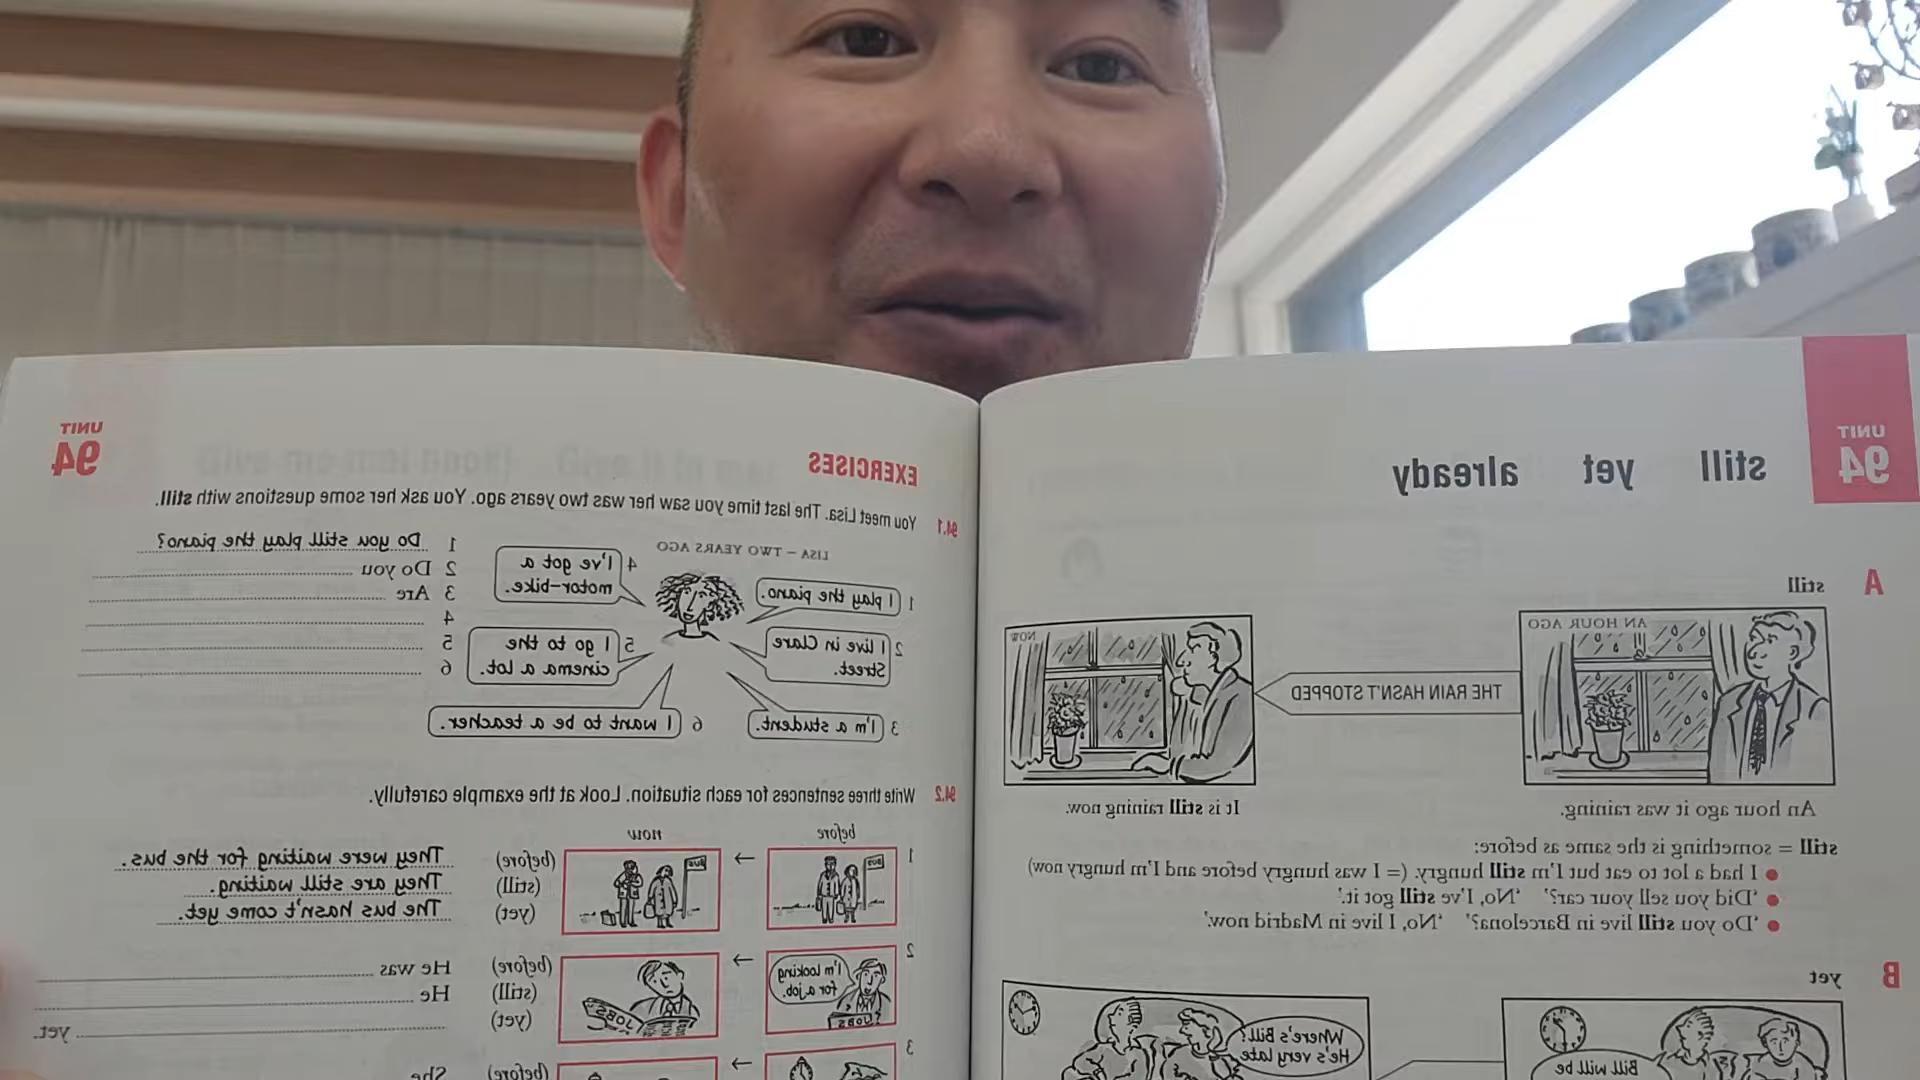 UNIT
94
still yet already
A still
AN HOUR AGO
THE RAIN HASN'T STOPPED
NOW
An hour ago it was raining.
It is still raining now.
still = something is the same as before:
● I had a lot to eat but I'm still hungry. (= I was hungry before and I'm hungry now)
● 'Did you sell your car?' 'No, I've still got it.'
● 'Do you still live in Barcelona?' 'No, I live in Madrid now.'
B yet
Bill will be
Where's Bill?
He's very late
EXERCISES
UNIT
94
94.1 You meet Lisa. The last time you saw her was two years ago. You ask her some questions with still.
LISA – TWO YEARS AGO
1 I play the piano.
2 I live in Clare
Street.
3 I'm a student.
4 I've got a
motor-bike.
5 I go to the
cinema a lot.
6 I want to be a teacher.
1 Do you still play the piano?
2 Do you
3 Are
4
5
6
94.2 Write three sentences for each situation. Look at the example carefully.
before
now
1
BUS
BUS
(before) They were waiting for the bus.
(still) They are still waiting.
(yet) The bus hasn't come yet.
2
I'm looking
for a job.
JOBS
JOBS
(before) He was
(still) He
(yet) yet.
3
(before) She